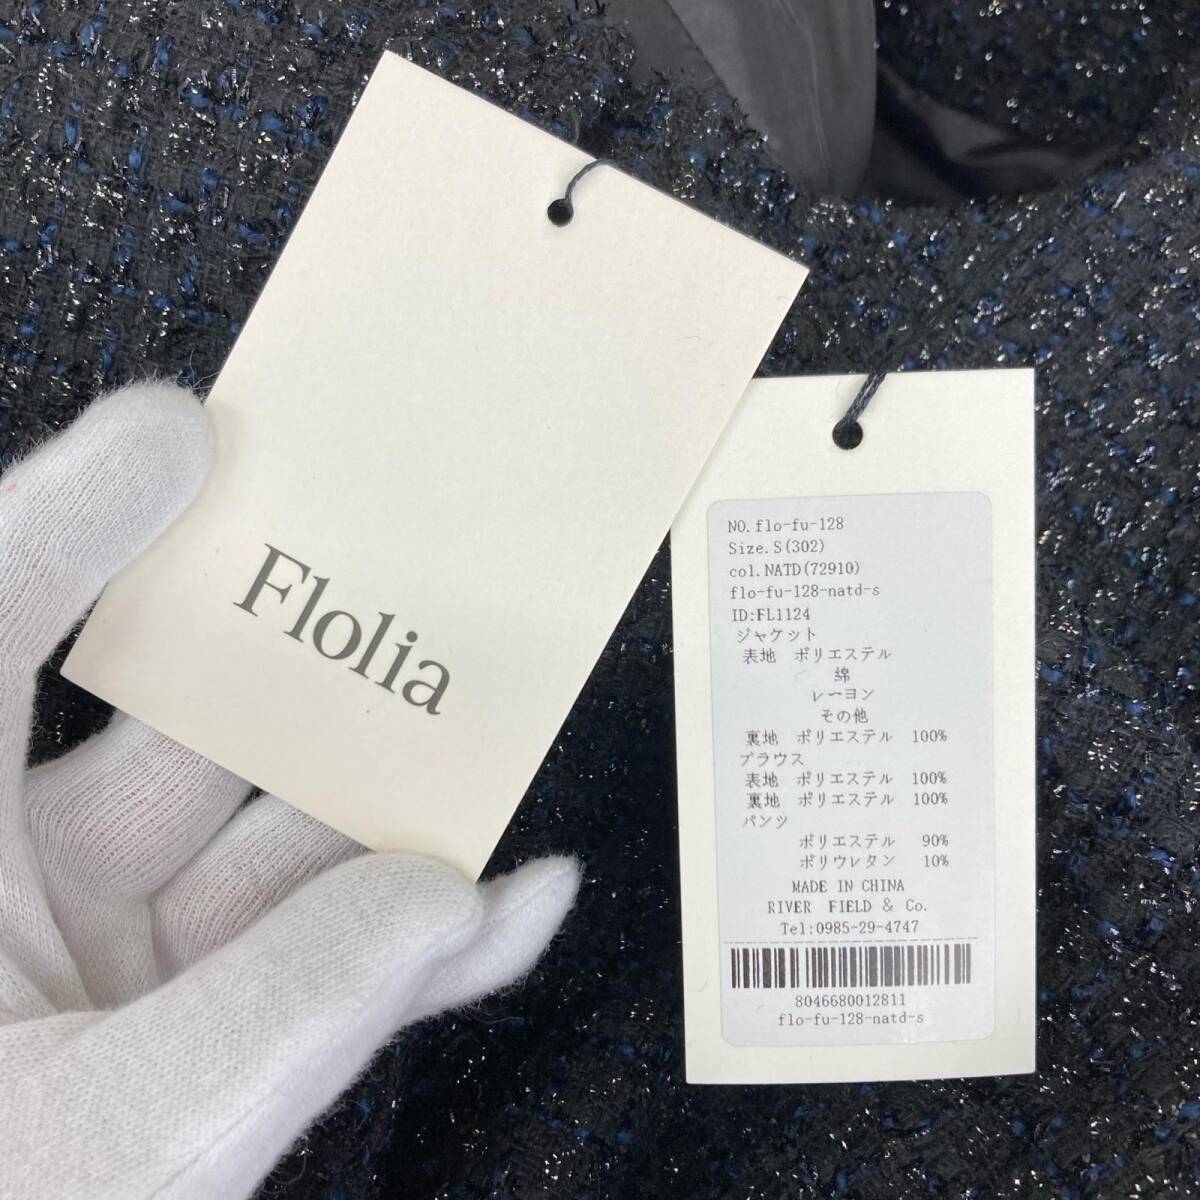 Flolia
NO.flo-fu-128
Size.S(302)
col.NATD(72910)
flo-fu-128-natd-s
ID:FL1124
ジャケット
表地 ポリエステル
綿
レーヨン
その他
裏地 ポリエステル 100%
ブラウス
表地 ポリエステル 100%
裏地 ポリエステル 100%
パンツ
ポリエステル 90%
ポリウレタン 10%
MADE IN CHINA
RIVER FIELD & Co.
Tel:0985-29-4747
8046680012811
flo-fu-128-natd-s